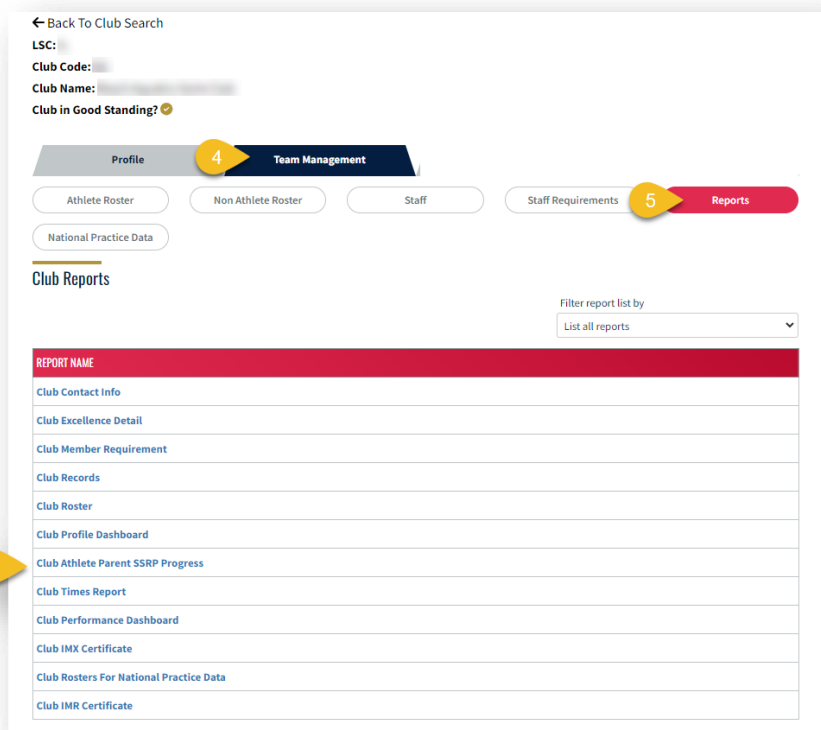 Back To Club Search
LSC:
Club Code:
Club Name:
Club in Good Standing?
Profile 4 Team Management
Athlete Roster Non Athlete Roster Staff Staff Requirements 5 Reports
National Practice Data
Club Reports
Filter report list by
List all reports
REPORT NAME
Club Contact Info
Club Excellence Detail
Club Member Requirement
Club Records
Club Roster
Club Profile Dashboard
Club Athlete Parent SSRP Progress
Club Times Report
Club Performance Dashboard
Club IMX Certificate
Club Rosters For National Practice Data
Club IMR Certificate